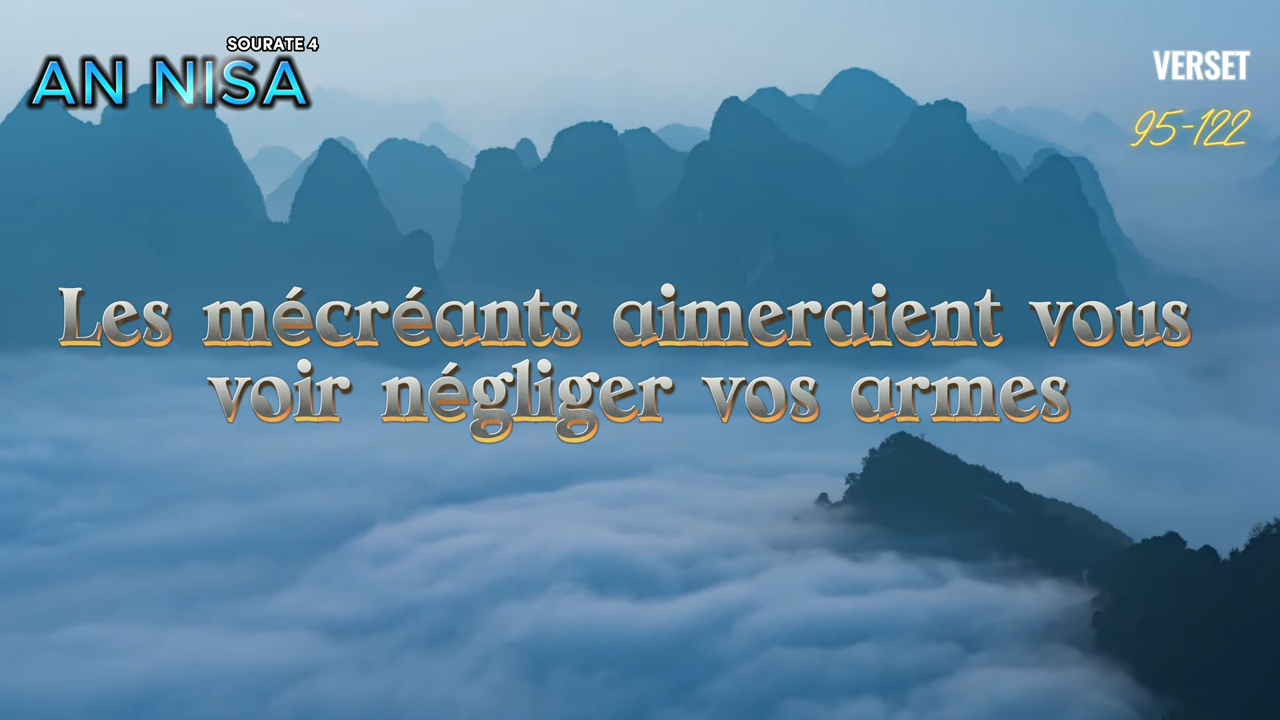 SOURATE 4
AN NISA
VERSET
95-122
Les mécréants aimeraient vous
voir négliger vos armes